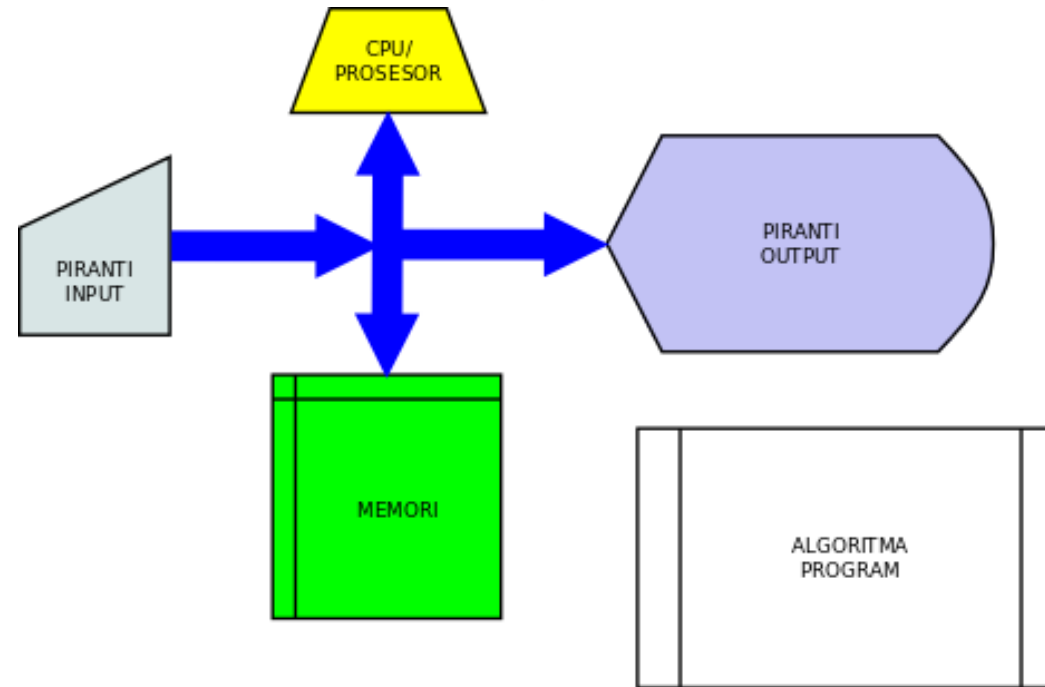 CPU/
PROSESOR
PIRANTI
INPUT
PIRANTI
OUTPUT
MEMORI
ALGORITMA
PROGRAM